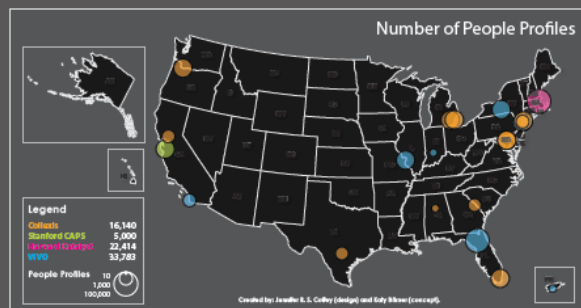 Number of People Profiles
Legend
Collexis 16,140
Stanford CAPS 5,000
22,414
VIVO 33,783
People Profiles 10
1,000
100,000
Created by: Jennifer R. S. Coffey (design) and Katy Börner (concept).